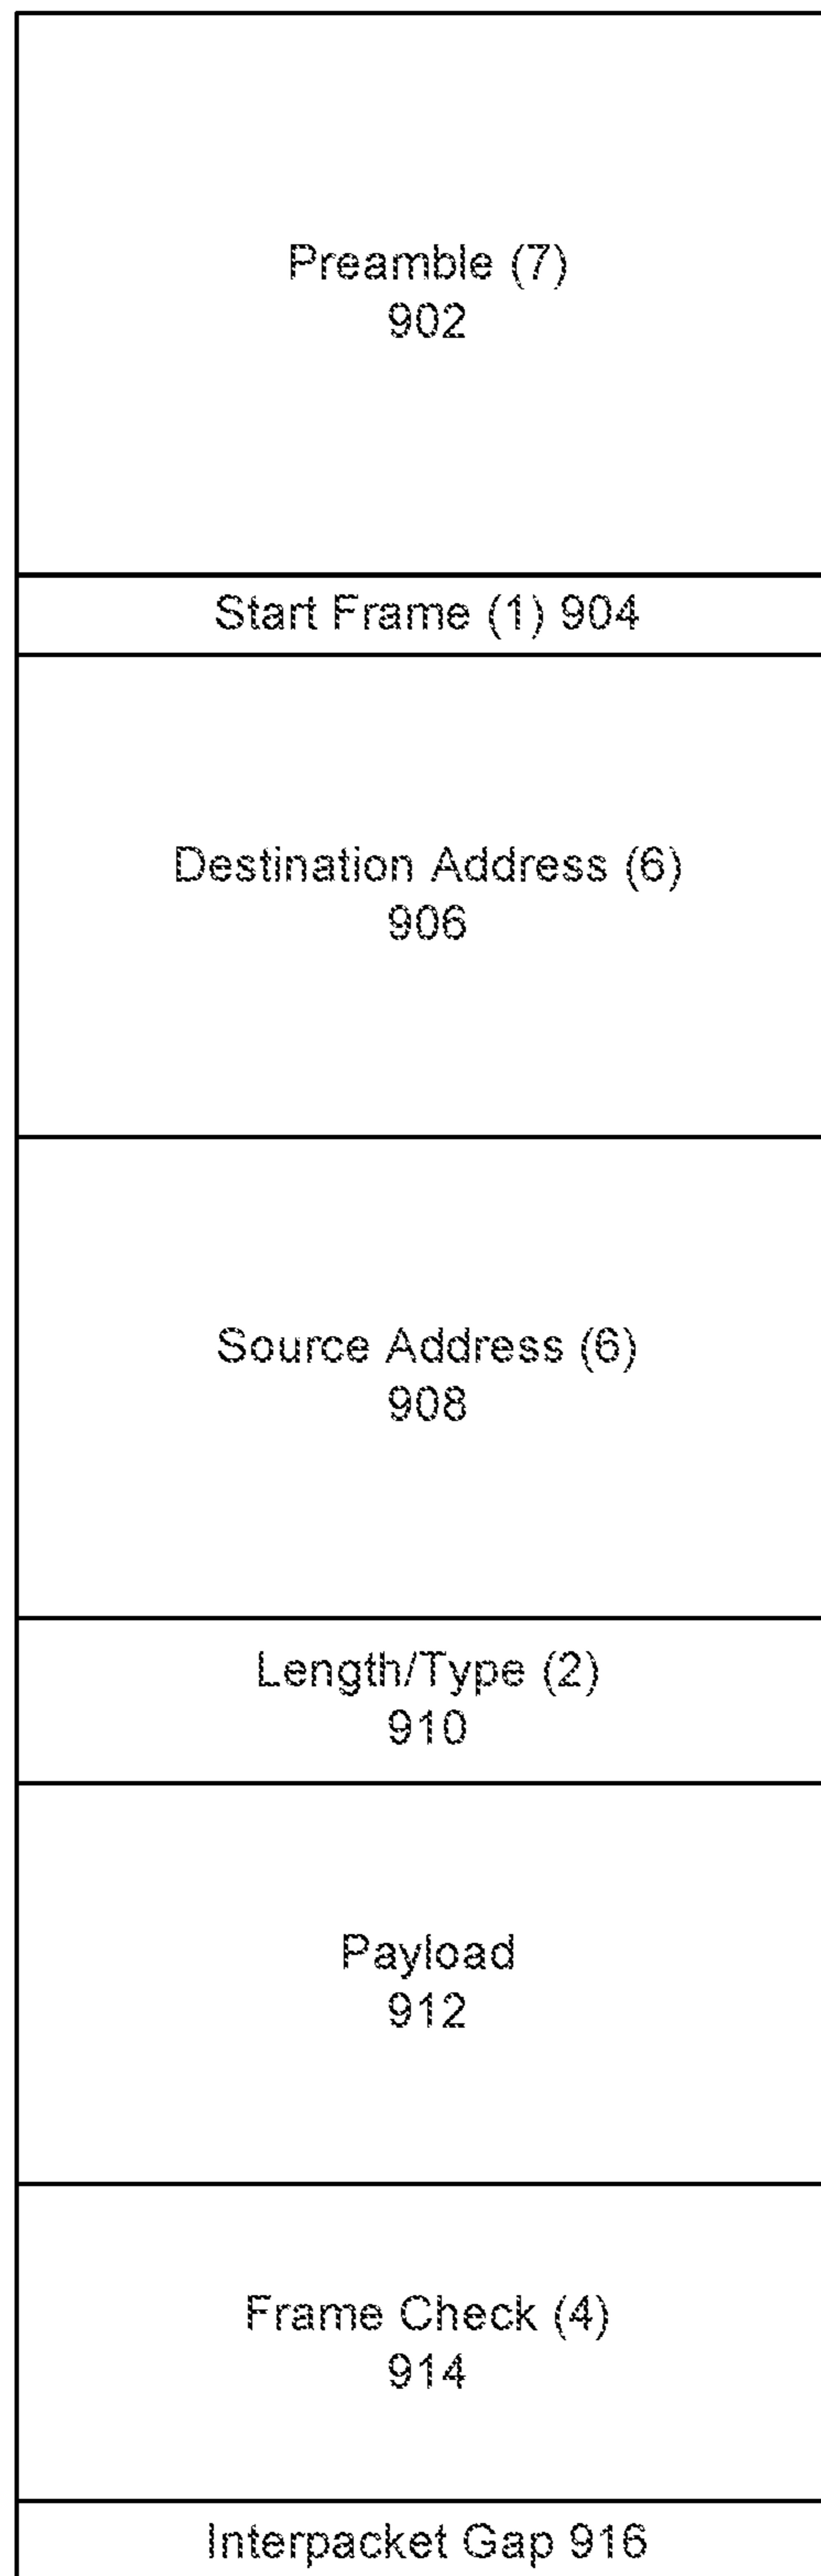 Preamble (7)
902
Start Frame (1) 904
Destination Address (6)
906
Source Address (6)
908
Length/Type (2)
910
Payload
912
Frame Check (4)
914
Interpacket Gap 916